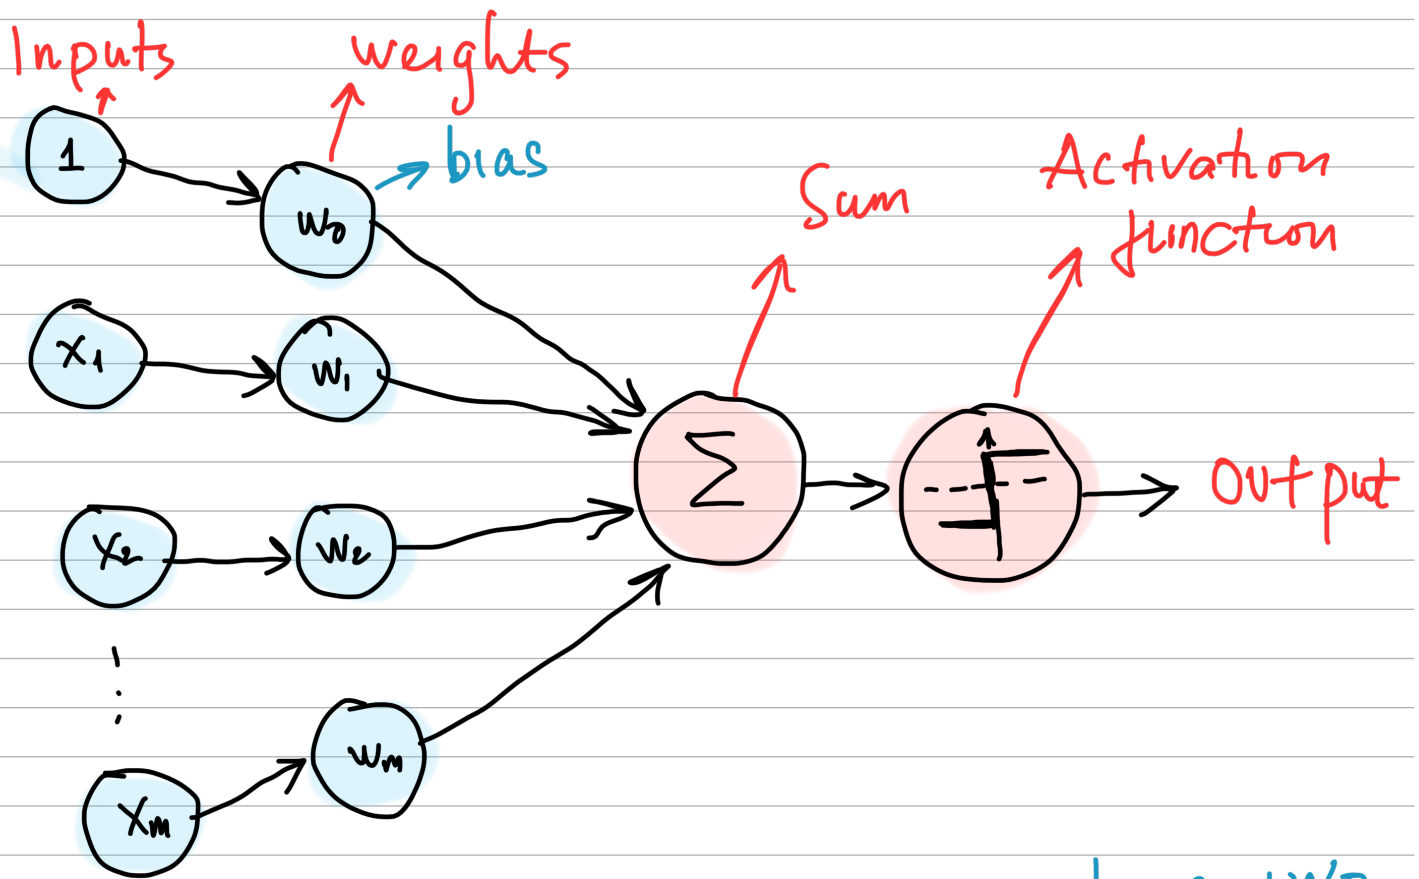 Inputs
weights
1
bias
w0
Sum
Activation
function
x1
w1
Σ
Output
x2
w2
⋮
wm
xm